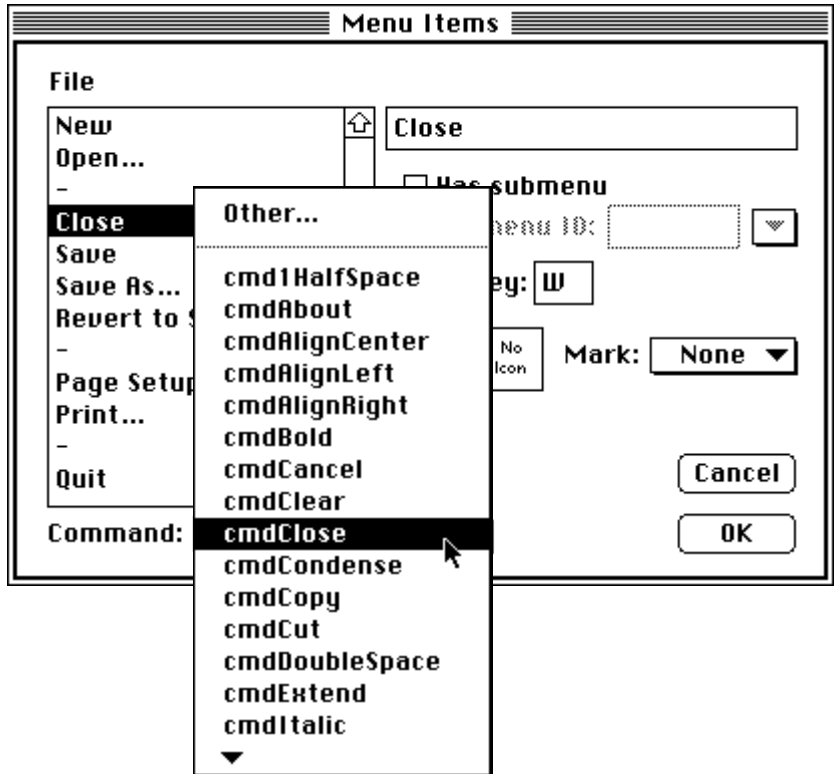 Menu Items
File
New
Open...
-
Close
Save
Save As...
Revert to
-
Page Setup
Print...
-
Quit
Command:
Close
Has submenu
menu ID:
W
No
Icon
Mark: None
Cancel
OK
Other...
cmd1HalfSpace
cmdAbout
cmdAlignCenter
cmdAlignLeft
cmdAlignRight
cmdBold
cmdCancel
cmdClear
cmdClose
cmdCondense
cmdCopy
cmdCut
cmdDoubleSpace
cmdExtend
cmdItalic